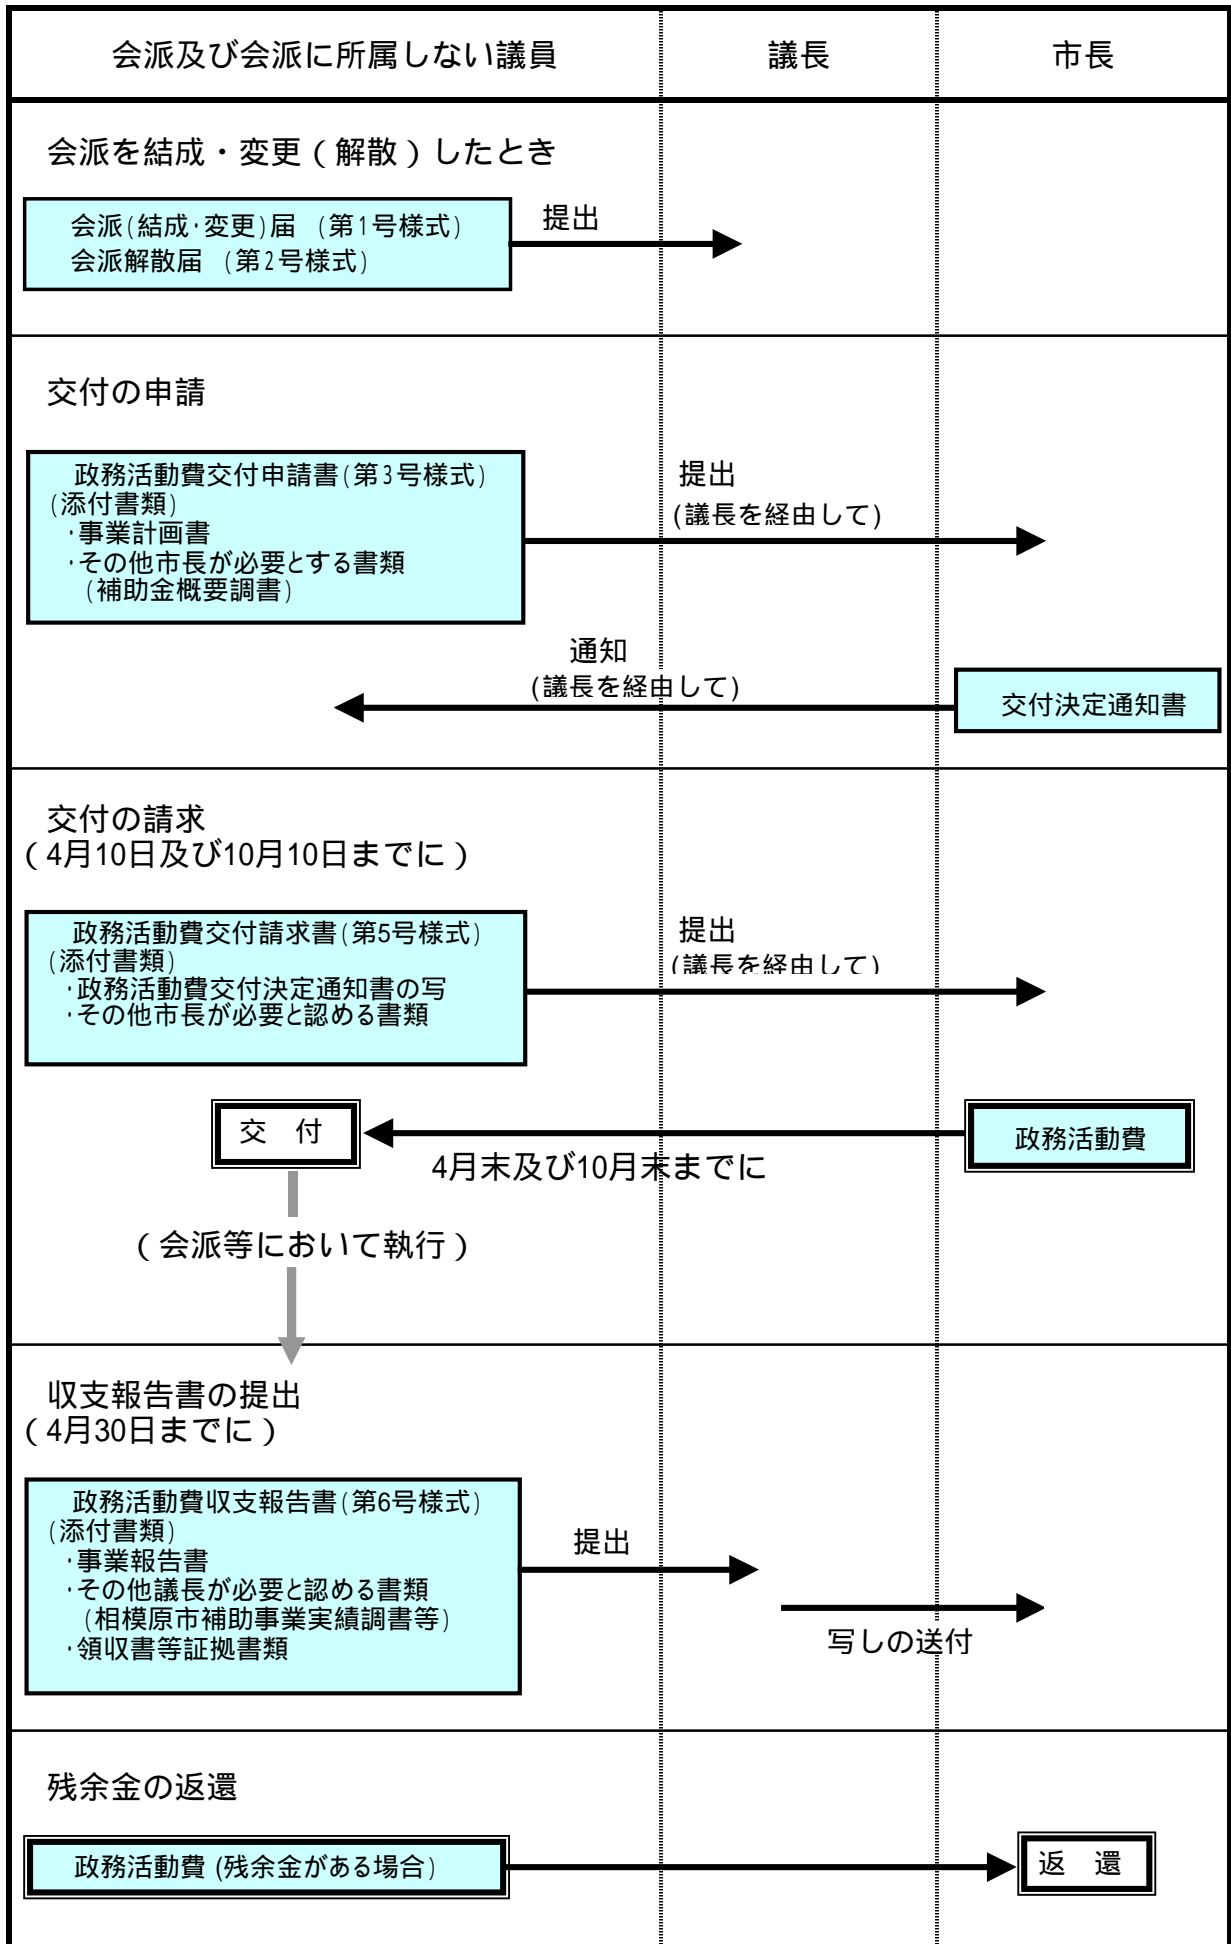 会派及び会派に所属しない議員
議長
市長
会派を結成・変更（解散）したとき
会派(結成･変更)届 (第1号様式)
会派解散届 (第2号様式)
提出
交付の申請
政務活動費交付申請書(第3号様式)
(添付書類)
･事業計画書
･その他市長が必要とする書類
(補助金概要調書)
提出
(議長を経由して)
通知
(議長を経由して)
交付決定通知書
交付の請求
（4月10日及び10月10日までに）
政務活動費交付請求書(第5号様式)
(添付書類)
･政務活動費交付決定通知書の写
･その他市長が必要と認める書類
提出
(議長を経由して)
交　付
政務活動費
4月末及び10月末までに
（会派等において執行）
収支報告書の提出
（4月30日までに）
政務活動費収支報告書(第6号様式)
(添付書類)
･事業報告書
･その他議長が必要と認める書類
(相模原市補助事業実績調書等)
･領収書等証拠書類
提出
写しの送付
残余金の返還
政務活動費 (残余金がある場合)
返　還